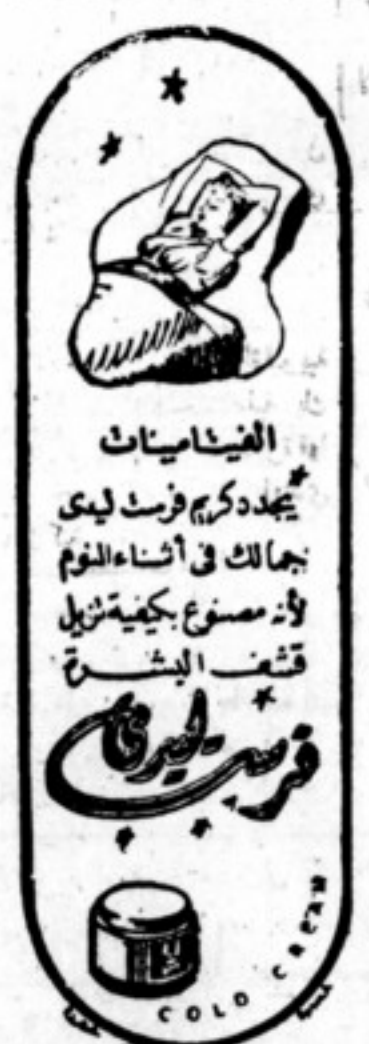 الفيتامينات
يجدد كريم فرست ليدى
جمالك فى أثناء النوم
لأنه مصنوع بكيفية تزيل
قشف البشرة
فرست ليدى
COLD CREAM